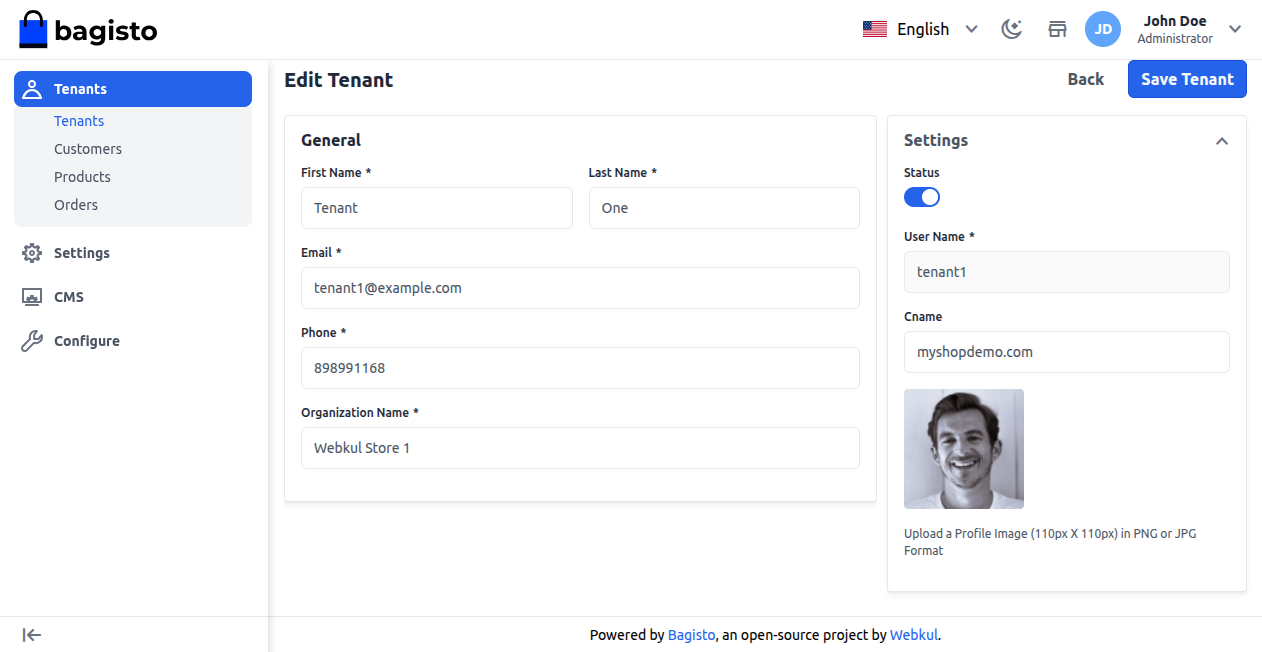 bagisto
English
JD
John Doe
Administrator
Tenants
Tenants
Customers
Products
Orders
Settings
CMS
Configure
Edit Tenant
Back
Save Tenant
General
First Name *
Last Name *
Tenant
One
Email *
tenant1@example.com
Phone *
898991168
Organization Name *
Webkul Store 1
Settings
Status
User Name *
tenant1
Cname
myshopdemo.com
Upload a Profile Image (110px X 110px) in PNG or JPG
Format
Powered by Bagisto, an open-source project by Webkul.